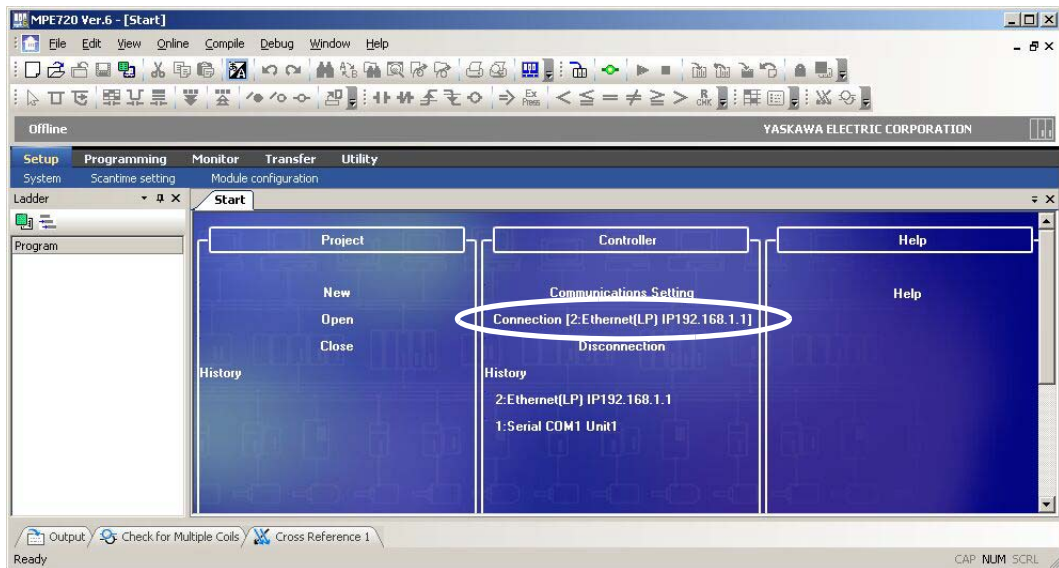 MPE720 Ver.6 - [Start]
File Edit View Online Compile Debug Window Help
Ex Press
R CHK
Offline
YASKAWA ELECTRIC CORPORATION
Setup Programming Monitor Transfer Utility
System Scantime setting Module configuration
Ladder
Start
Program
Project
Controller
Help
New
Communications Setting
Help
Open
Connection [2:Ethernet(LP) IP192.168.1.1]
Close
Disconnection
History
History
2:Ethernet(LP) IP192.168.1.1
1:Serial COM1 Unit1
Output Check for Multiple Coils Cross Reference 1
Ready
CAP NUM SCRL